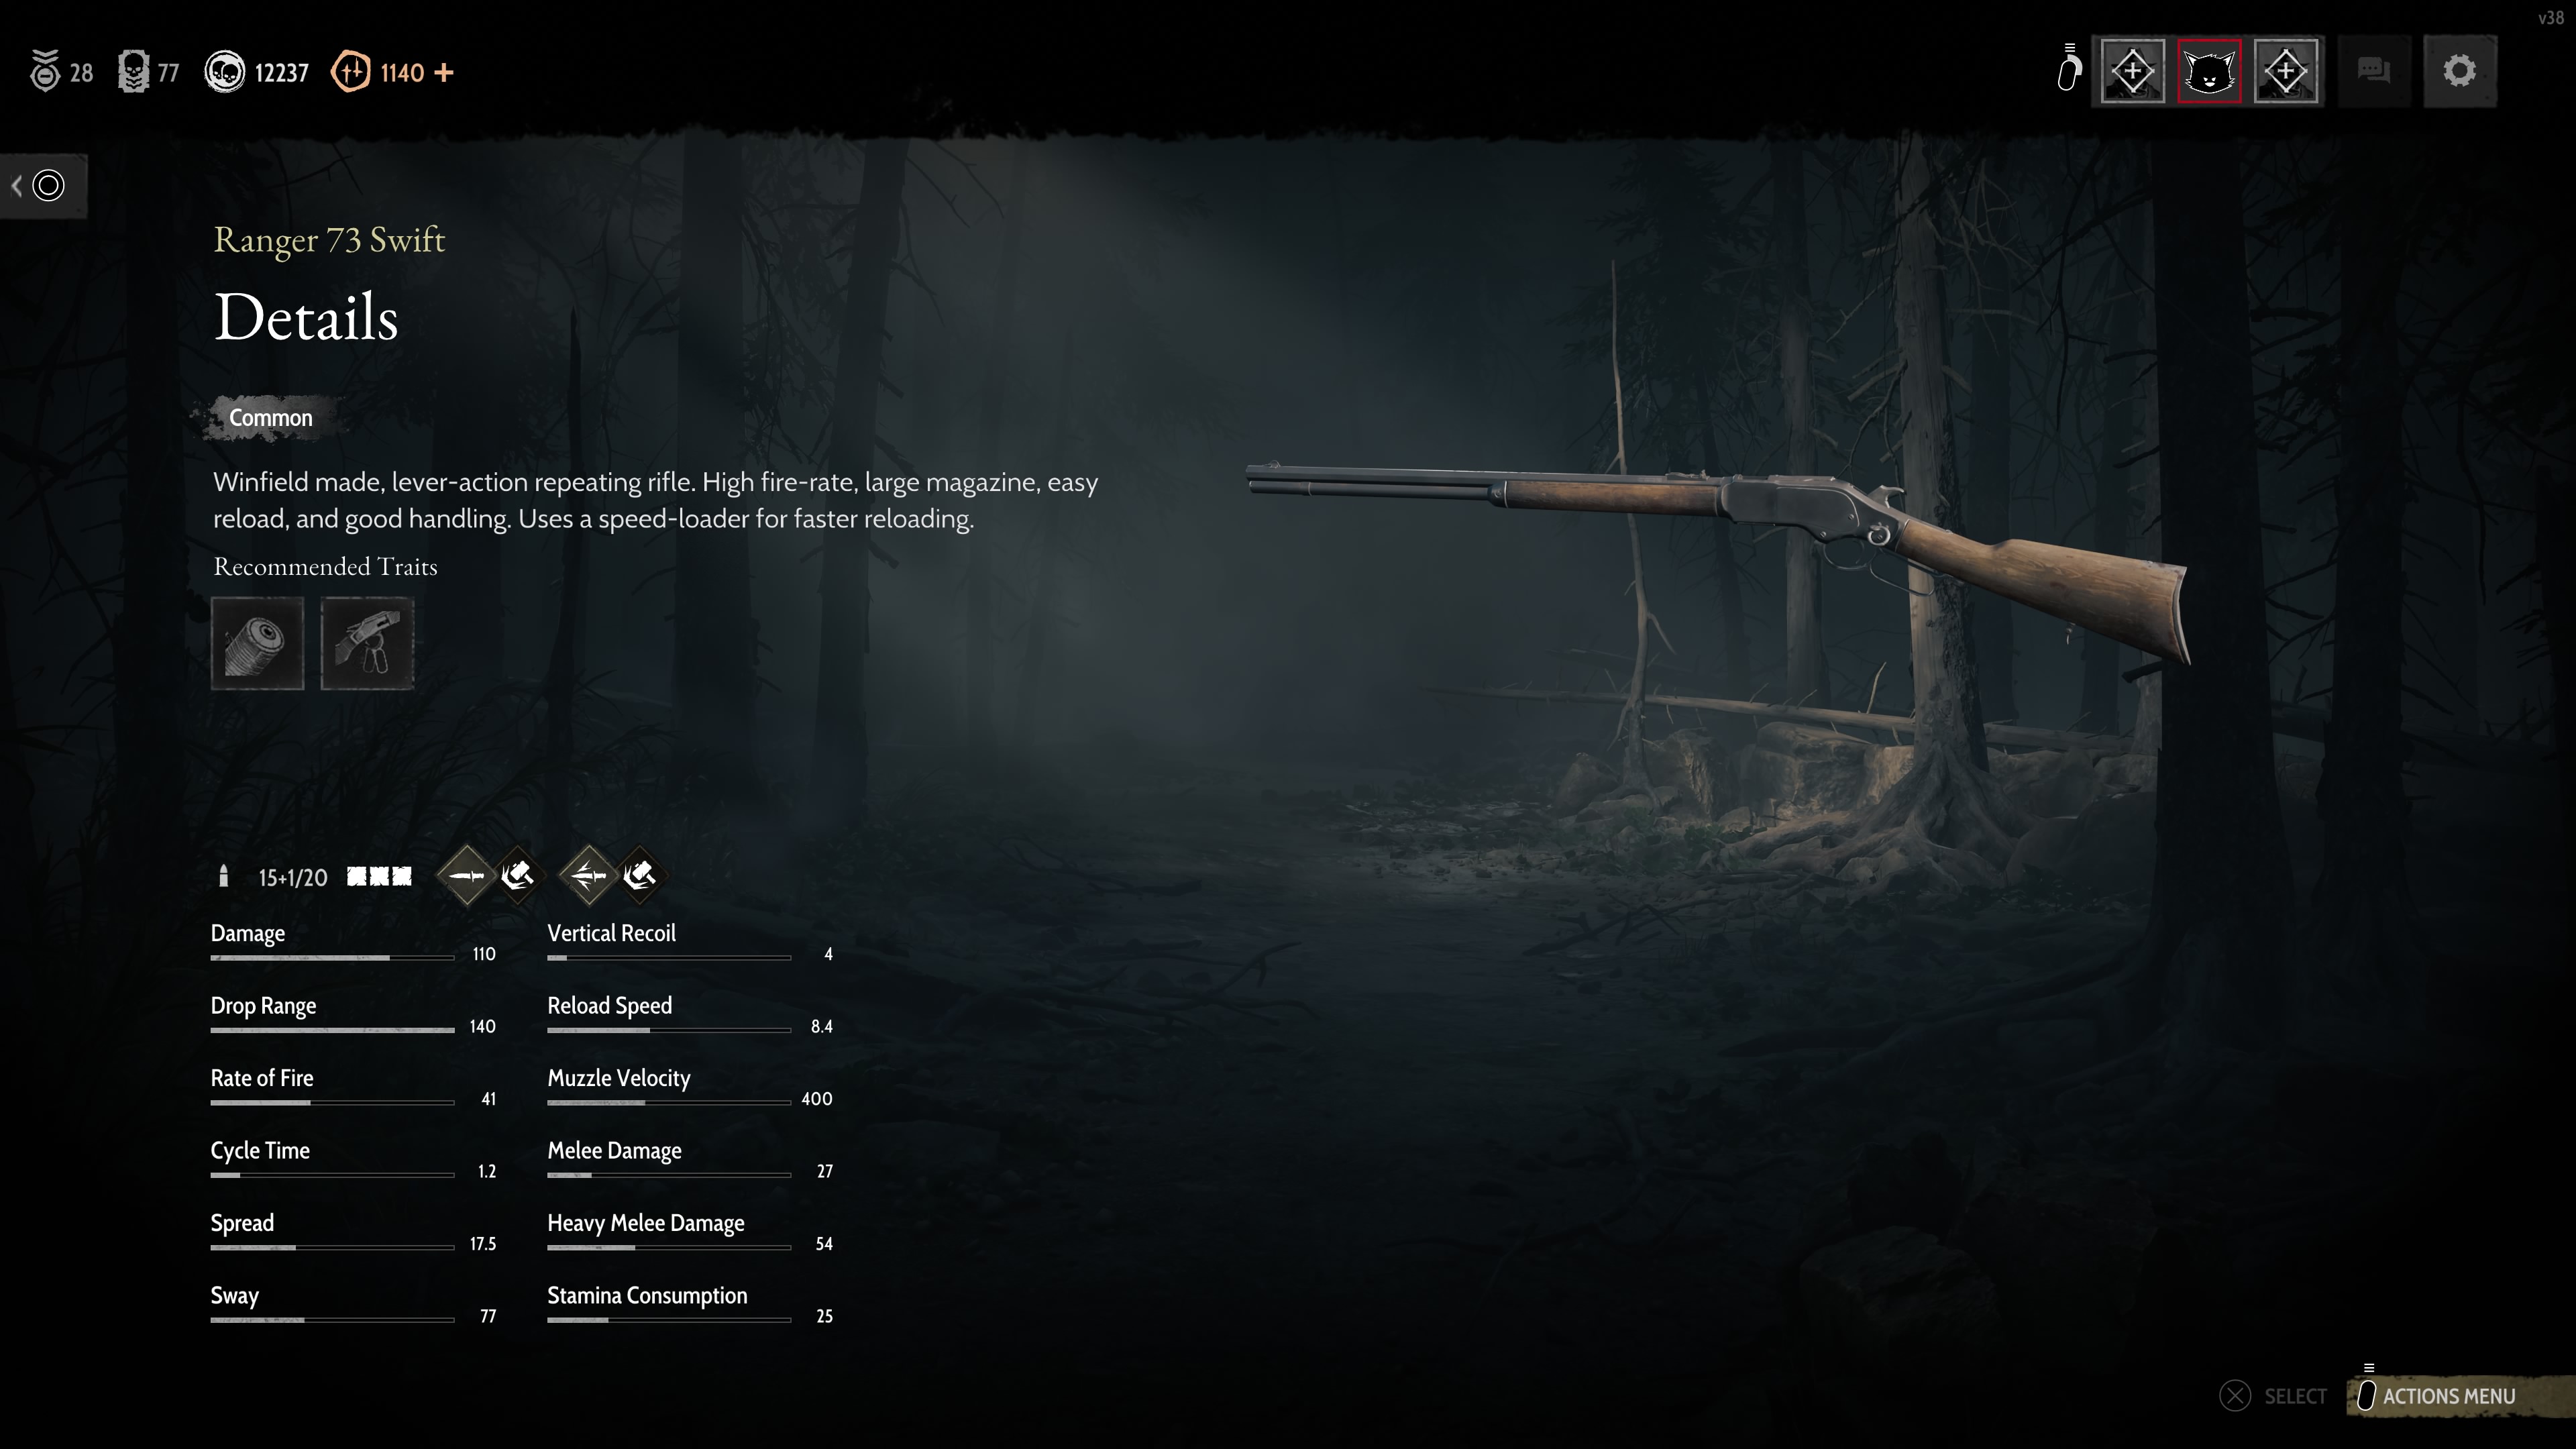 v38
28 77 12237 1140 +
Ranger 73 Swift
Details
Common
Winfield made, lever-action repeating rifle. High fire-rate, large magazine, easy
reload, and good handling. Uses a speed-loader for faster reloading.
Recommended Traits
15+1/20
Damage 110
Drop Range 140
Rate of Fire 41
Cycle Time 1.2
Spread 17.5
Sway 77
Vertical Recoil 4
Reload Speed 8.4
Muzzle Velocity 400
Melee Damage 27
Heavy Melee Damage 54
Stamina Consumption 25
SELECT
ACTIONS MENU